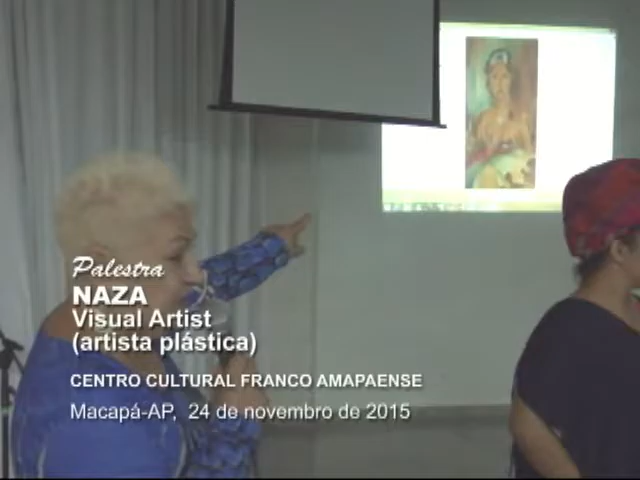 Palestra
NAZA
Visual Artist
(artista plástica)
CENTRO CULTURAL FRANCO AMAPAENSE
Macapá-AP, 24 de novembro de 2015